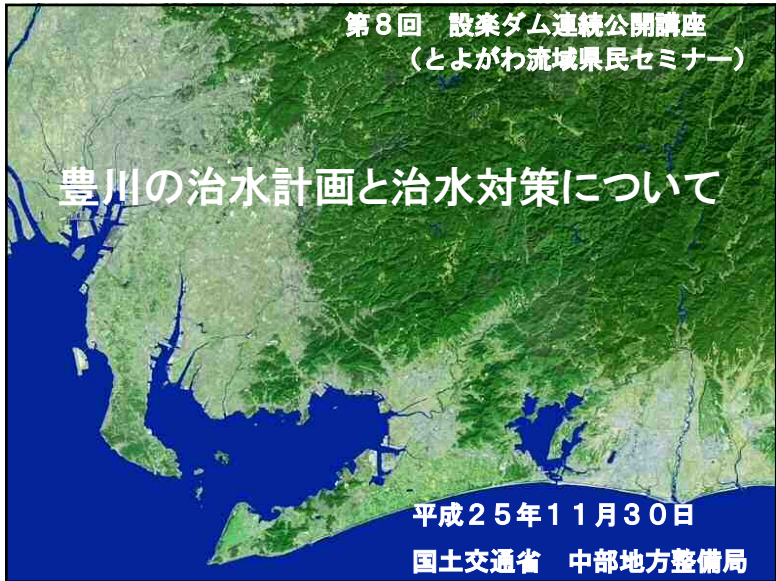 第８回　設楽ダム連続公開講座
（とよがわ流域県民セミナー）
豊川の治水計画と治水対策について
平成２５年１１月３０日
国土交通省　中部地方整備局